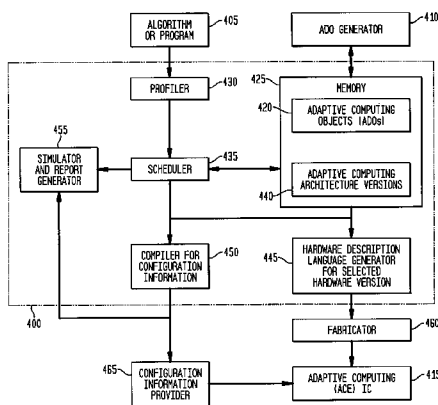 ALGORITHM
OR PROGRAM
405
ADO GENERATOR
410
PROFILER
430
425
MEMORY
420
ADAPTIVE COMPUTING
OBJECTS (ADOs)
455
SIMULATOR
AND REPORT
GENERATOR
SCHEDULER
435
ADAPTIVE COMPUTING
ARCHITECTURE VERSIONS
440
COMPILER FOR
CONFIGURATION
INFORMATION
450
445
HARDWARE DESCRIPTION
LANGUAGE GENERATOR
FOR SELECTED
HARDWARE VERSION
400
FABRICATOR
460
465
CONFIGURATION
INFORMATION
PROVIDER
ADAPTIVE COMPUTING
(ACE) IC
415